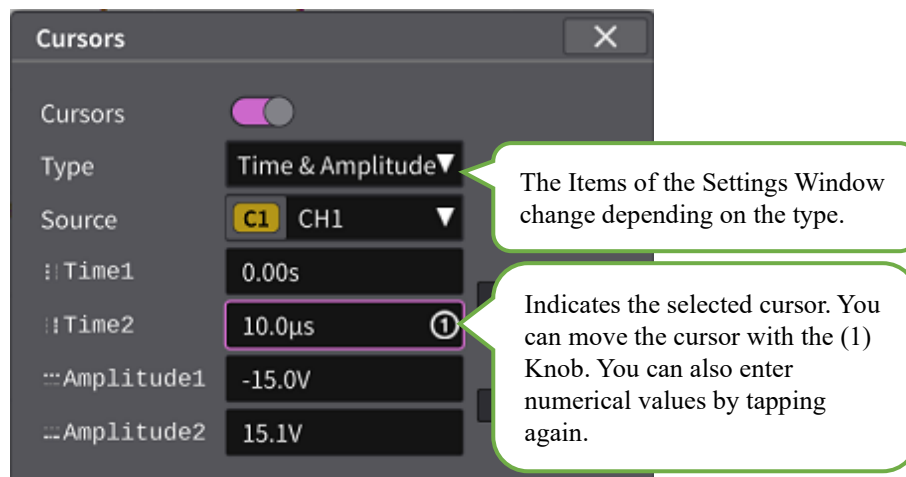 Cursors
Cursors
Type Time & Amplitude
The Items of the Settings Window
change depending on the type.
Source C1 CH1
Time1 0.00s
Time2 10.0µs ①
Indicates the selected cursor. You
can move the cursor with the (1)
Knob. You can also enter
numerical values by tapping
again.
Amplitude1 -15.0V
Amplitude2 15.1V